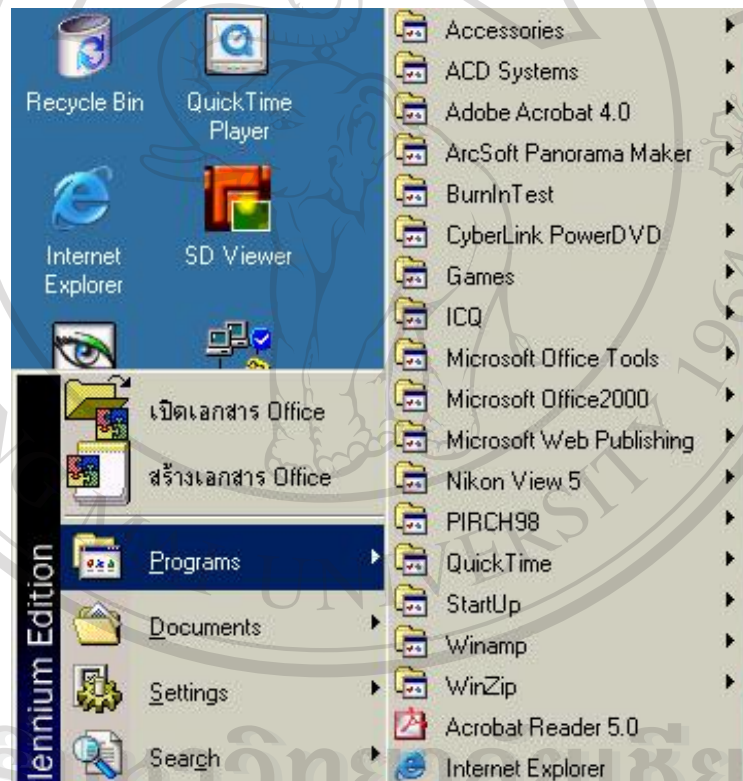 Recycle Bin
QuickTime
Player
Internet
Explorer
SD Viewer
เปิดเอกสาร Office
สร้างเอกสาร Office
Programs
Documents
Settings
Search
lennium Edition
Accessories
ACD Systems
Adobe Acrobat 4.0
ArcSoft Panorama Maker
BurnInTest
CyberLink PowerDVD
Games
ICQ
Microsoft Office Tools
Microsoft Office2000
Microsoft Web Publishing
Nikon View 5
PIRCH98
QuickTime
StartUp
Winamp
WinZip
Acrobat Reader 5.0
Internet Explorer
UNIVERSITY 1964